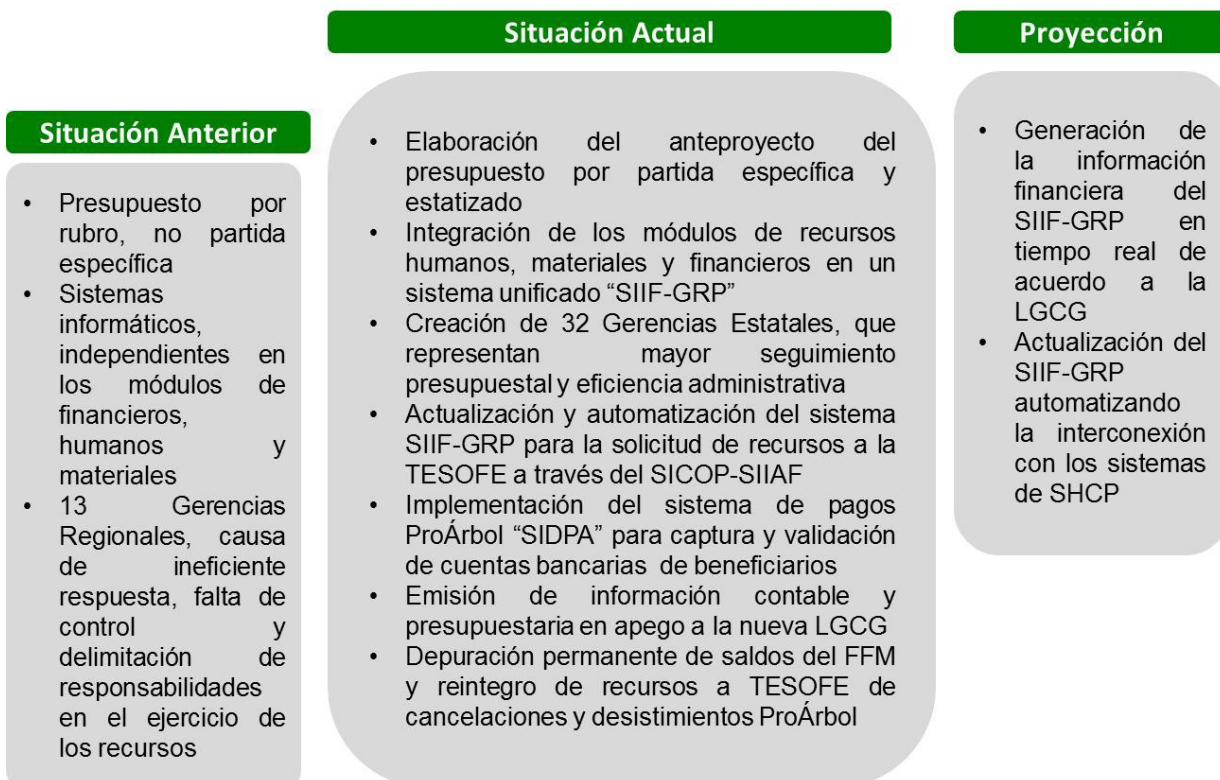 Situación Anterior
• Presupuesto por
rubro, no partida
específica
• Sistemas
informáticos,
independientes en
los módulos de
financieros,
humanos y
materiales
• 13 Gerencias
Regionales, causa
de ineficiente
respuesta, falta de
control y
delimitación de
responsabilidades
en el ejercicio de
los recursos
Situación Actual
• Elaboración del anteproyecto del
presupuesto por partida específica y
estatizado
• Integración de los módulos de recursos
humanos, materiales y financieros en un
sistema unificado “SIIF-GRP”
• Creación de 32 Gerencias Estatales, que
representan mayor seguimiento
presupuestal y eficiencia administrativa
• Actualización y automatización del sistema
SIIF-GRP para la solicitud de recursos a la
TESOFE a través del SICOP-SIIAF
• Implementación del sistema de pagos
ProÁrbol “SIDPA” para captura y validación
de cuentas bancarias de beneficiarios
• Emisión de información contable y
presupuestaria en apego a la nueva LGCG
• Depuración permanente de saldos del FFM
y reintegro de recursos a TESOFE de
cancelaciones y desistimientos ProÁrbol
Proyección
• Generación de
la información
financiera del
SIIF-GRP en
tiempo real de
acuerdo a la
LGCG
• Actualización del
SIIF-GRP
automatizando
la interconexión
con los sistemas
de SHCP